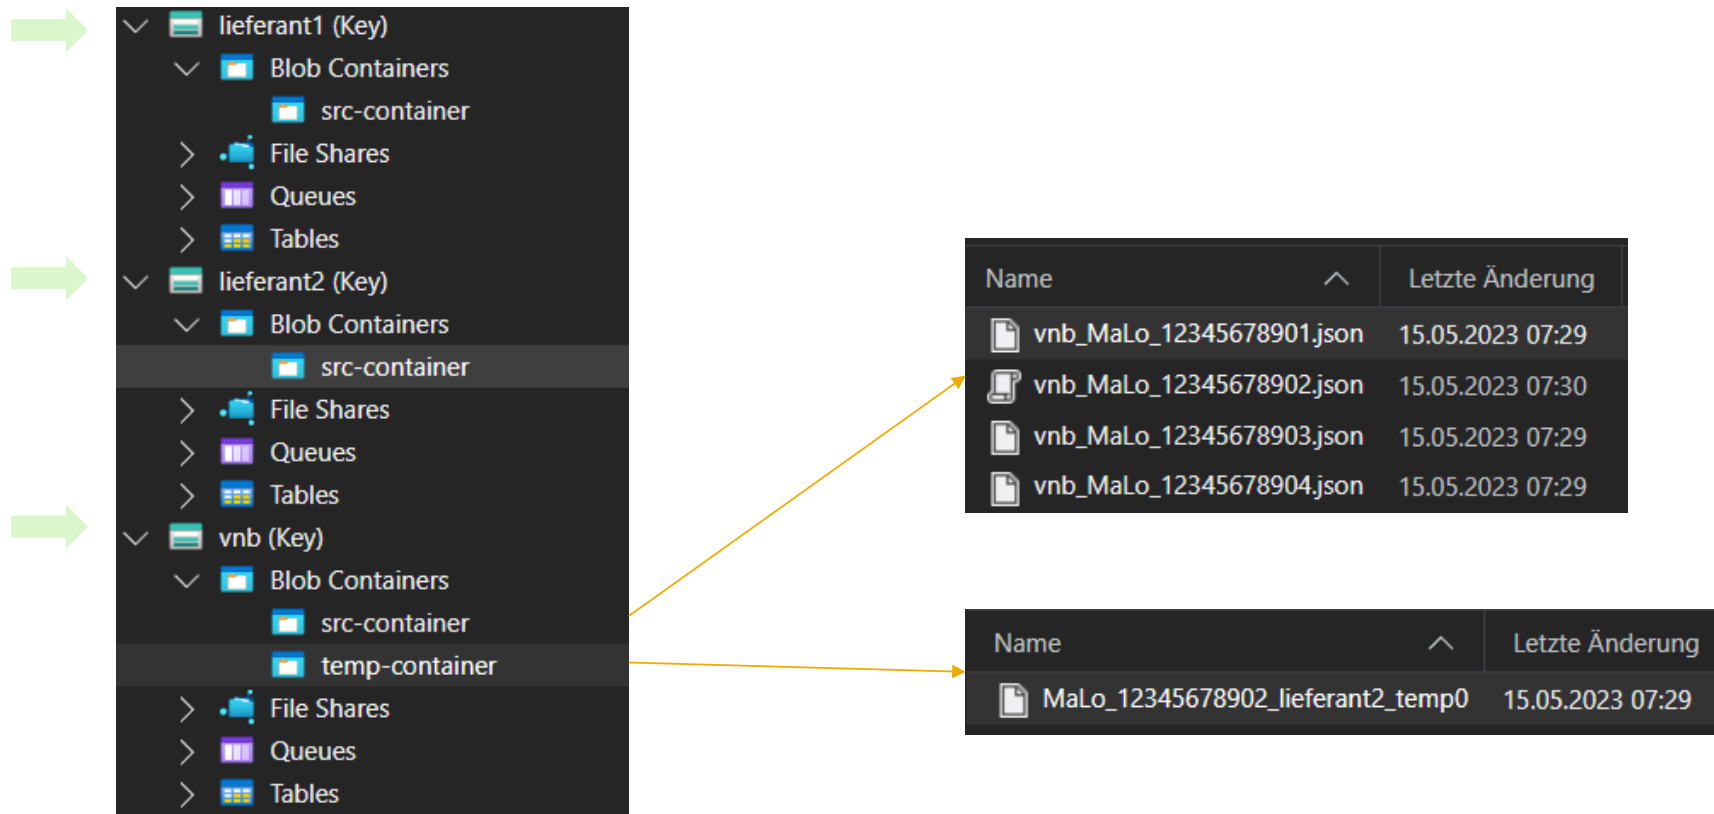 lieferant1 (Key)
Blob Containers
src-container
File Shares
Queues
Tables
lieferant2 (Key)
Blob Containers
src-container
File Shares
Queues
Tables
vnb (Key)
Blob Containers
src-container
temp-container
File Shares
Queues
Tables
Name Letzte Änderung
vnb_MaLo_12345678901.json 15.05.2023 07:29
vnb_MaLo_12345678902.json 15.05.2023 07:30
vnb_MaLo_12345678903.json 15.05.2023 07:29
vnb_MaLo_12345678904.json 15.05.2023 07:29
Name Letzte Änderung
MaLo_12345678902_lieferant2_temp0 15.05.2023 07:29